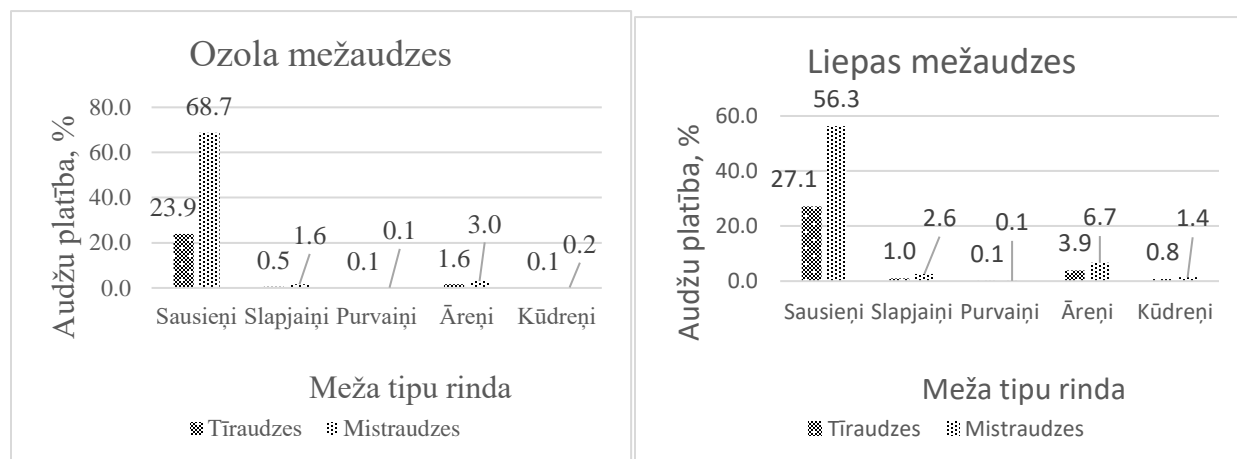 Ozola mežaudzes
Audžu platība, %
80.0
60.0
40.0
20.0
0.0
23.9
68.7
0.5
1.6
0.1
0.1
1.6
3.0
0.1
0.2
Sausieņi Slapjaiņi Purvaiņi Āreņi Kūdreņi
Meža tipu rinda
Tīraudzes Mistraudzes
Liepas mežaudzes
Audžu platība, %
60.0
40.0
20.0
0.0
27.1
56.3
1.0
2.6
0.1
0.1
3.9
6.7
0.8
1.4
Sausieņi Slapjaiņi Purvaiņi Āreņi Kūdreņi
Meža tipu rinda
Tīraudzes Mistraudzes